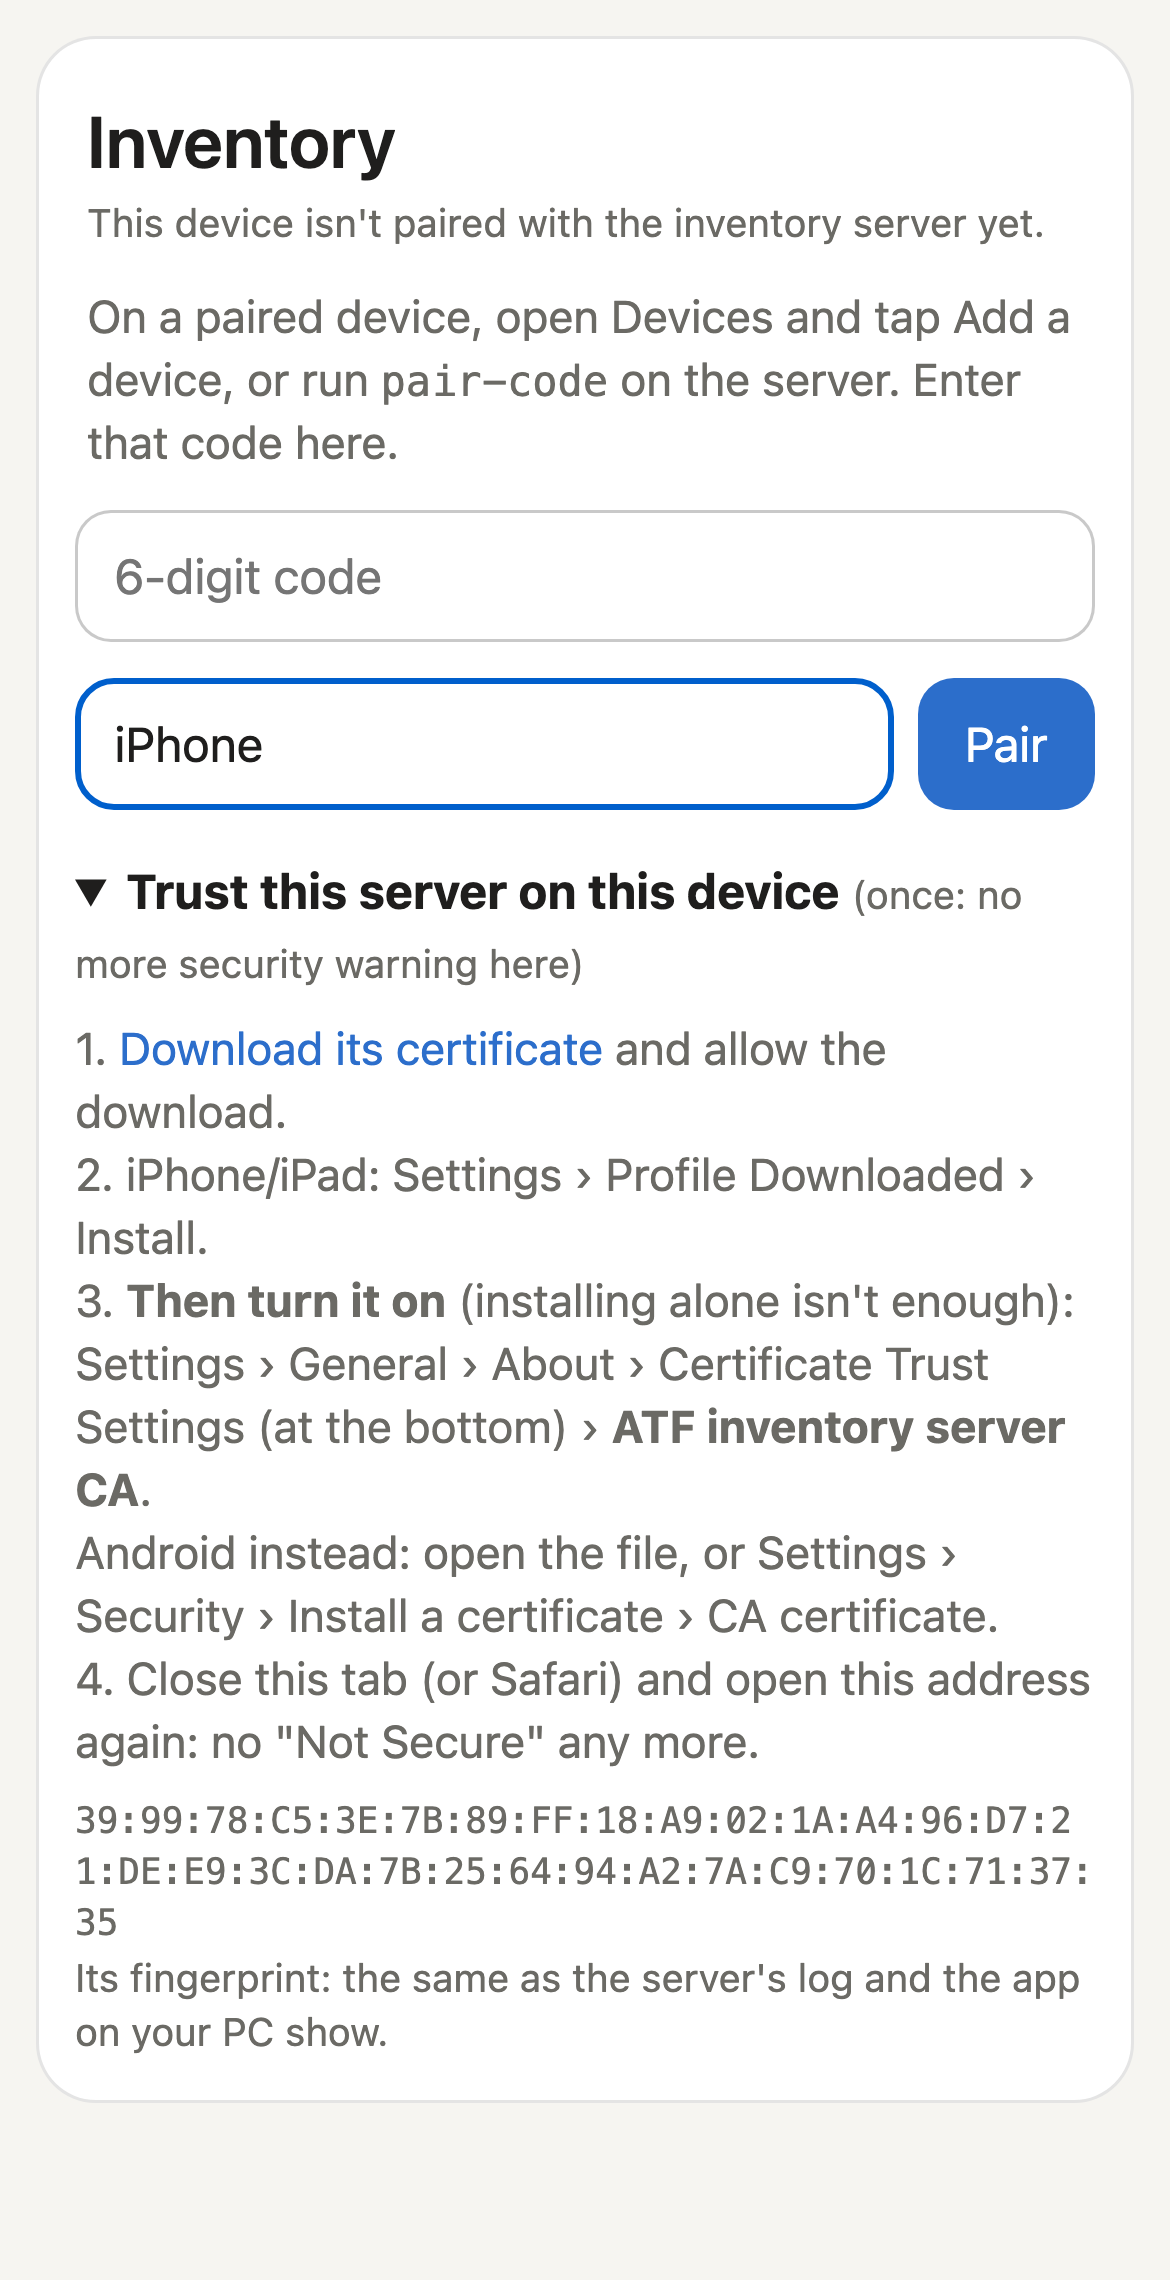 Inventory
This device isn't paired with the inventory server yet.
On a paired device, open Devices and tap Add a
device, or run pair-code on the server. Enter
that code here.
6-digit code
iPhone
Pair
▼ Trust this server on this device (once: no
more security warning here)
1. Download its certificate and allow the
download.
2. iPhone/iPad: Settings › Profile Downloaded ›
Install.
3. Then turn it on (installing alone isn't enough):
Settings › General › About › Certificate Trust
Settings (at the bottom) › ATF inventory server
CA.
Android instead: open the file, or Settings ›
Security › Install a certificate › CA certificate.
4. Close this tab (or Safari) and open this address
again: no "Not Secure" any more.
39:99:78:C5:3E:7B:89:FF:18:A9:02:1A:A4:96:D7:2
1:DE:E9:3C:DA:7B:25:64:94:A2:7A:C9:70:1C:71:37:
35
Its fingerprint: the same as the server's log and the app
on your PC show.